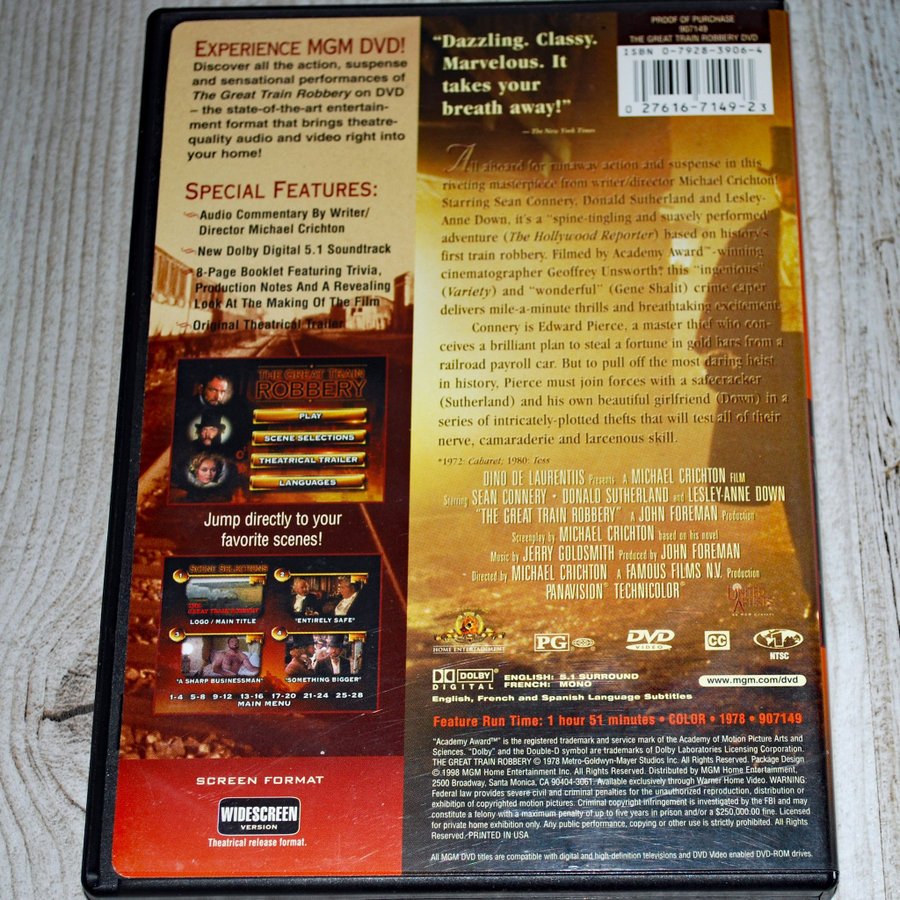 EXPERIENCE MGM DVD!
Discover all the action, suspense
and sensational performances of
The Great Train Robbery on DVD
– the state-of-the-art entertain-
ment format that brings theatre-
quality audio and video right into
your home!
SPECIAL FEATURES:
Audio Commentary By Writer/
Director Michael Crichton
New Dolby Digital 5.1 Soundtrack
8-Page Booklet Featuring Trivia,
Production Notes And A Revealing
Look At The Making Of The Film
Original Theatrical Trailer
THE GREAT TRAIN
ROBBERY
PLAY
SCENE SELECTIONS
THEATRICAL TRAILER
LANGUAGES
Jump directly to your
favorite scenes!
SCENE SELECTIONS
1
2
THE GREAT TRAIN ROBBERY
LOGO / MAIN TITLE
"ENTIRELY SAFE"
3
4
"A SHARP BUSINESSMAN"
"SOMETHING BIGGER"
1-4 5-8 9-12 13-16 17-20 21-24 25-28
MAIN MENU
SCREEN FORMAT
WIDESCREEN
VERSION
Theatrical release format.
"Dazzling. Classy.
Marvelous. It
takes your
breath away!"
— The New York Times
PROOF OF PURCHASE
907149
THE GREAT TRAIN ROBBERY DVD
ISBN 0-7928-3906-4
0 27616-7149-2 3
All aboard for runaway action and suspense in this
riveting masterpiece from writer/director Michael Crichton!
Starring Sean Connery, Donald Sutherland and Lesley-
Anne Down, it's a "spine-tingling and suavely performed"
adventure (The Hollywood Reporter) based on history's
first train robbery. Filmed by Academy Award™*-winning
cinematographer Geoffrey Unsworth, this "ingenious"
(Variety) and "wonderful" (Gene Shalit) crime caper
delivers mile-a-minute thrills and breathtaking excitement.
Connery is Edward Pierce, a master thief who con-
ceives a brilliant plan to steal a fortune in gold bars from a
railroad payroll car. But to pull off the most daring heist
in history, Pierce must join forces with a safecracker
(Sutherland) and his own beautiful girlfriend (Down) in a
series of intricately-plotted thefts that will test all of their
nerve, camaraderie and larcenous skill.
*1972: Cabaret; 1980: Tess
DINO DE LAURENTIIS Presents A MICHAEL CRICHTON FILM
Starring SEAN CONNERY · DONALD SUTHERLAND and LESLEY-ANNE DOWN
"THE GREAT TRAIN ROBBERY" A JOHN FOREMAN Production
Screenplay by MICHAEL CRICHTON based on his novel
Music by JERRY GOLDSMITH Produced by JOHN FOREMAN
Directed by MICHAEL CRICHTON A FAMOUS FILMS N.V. Production
PANAVISION® TECHNICOLOR®
United Artists
HOME ENTERTAINMENT
PG
DVD
VIDEO
CC
1
NTSC
DOLBY
DIGITAL
ENGLISH: 5.1 SURROUND
FRENCH: MONO
www.mgm.com/dvd
English, French and Spanish Language Subtitles
Feature Run Time: 1 hour 51 minutes • COLOR • 1978 • 907149
"Academy Award™" is the registered trademark and service mark of the Academy of Motion Picture Arts and
Sciences. "Dolby" and the Double-D symbol are trademarks of Dolby Laboratories Licensing Corporation.
THE GREAT TRAIN ROBBERY © 1978 Metro-Goldwyn-Mayer Studios Inc. All Rights Reserved. Package Design
© 1998 MGM Home Entertainment Inc. All Rights Reserved. Distributed by MGM Home Entertainment,
2500 Broadway, Santa Monica, CA 90404-3061. Available exclusively through Warner Home Video. WARNING:
Federal law provides severe civil and criminal penalties for the unauthorized reproduction, distribution or
exhibition of copyrighted motion pictures. Criminal copyright infringement is investigated by the FBI and may
constitute a felony with a maximum penalty of up to five years in prison and/or a $250,000.00 fine. Licensed
for private home exhibition only. Any public performance, copying or other use is strictly prohibited. All Rights
Reserved. PRINTED IN USA
All MGM DVD titles are compatible with digital and high-definition televisions and DVD Video enabled DVD-ROM drives.